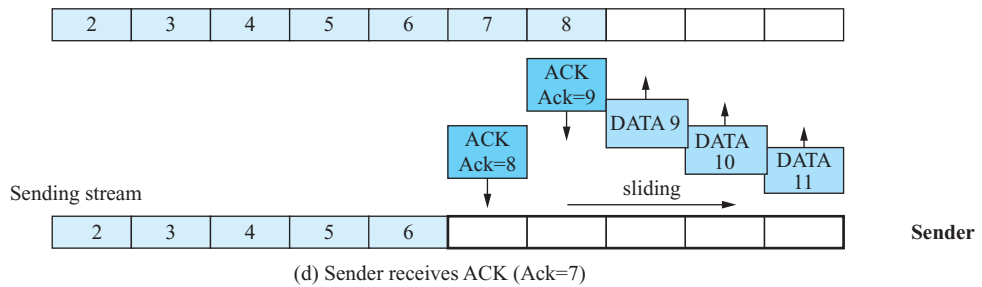 2 3 4 5 6 7 8
ACK
Ack=9
DATA 9
ACK
Ack=8
DATA
10
DATA
11
Sending stream
sliding
2 3 4 5 6
Sender
(d) Sender receives ACK (Ack=7)